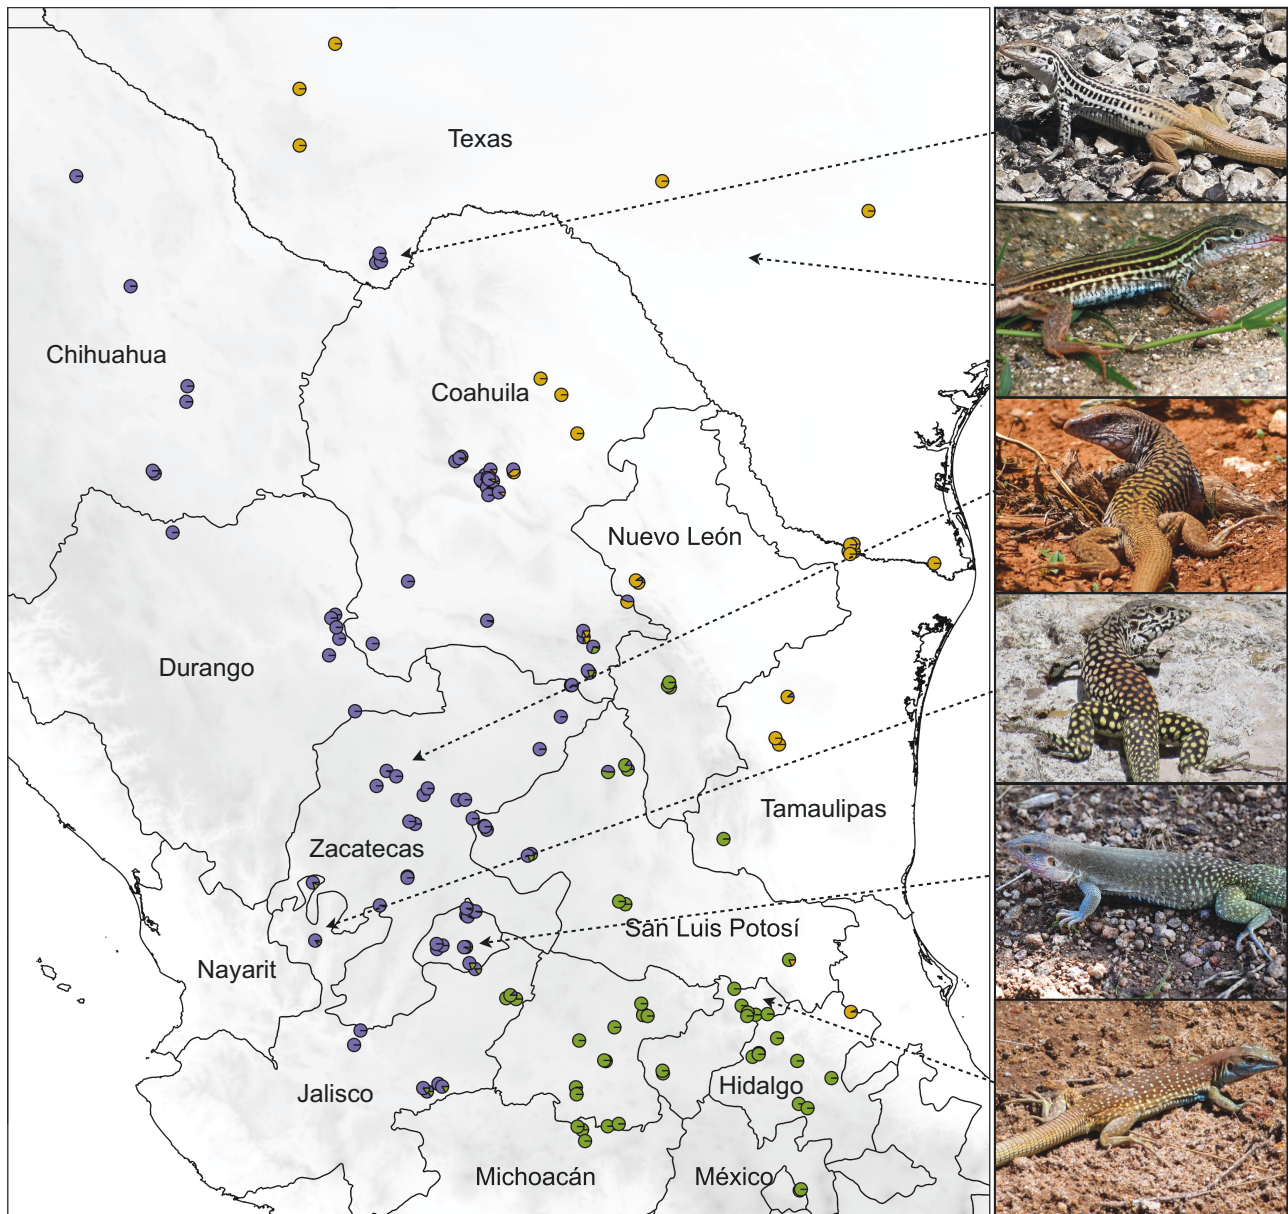 Texas
Chihuahua
Coahuila
Nuevo León
Durango
Tamaulipas
Zacatecas
San Luis Potosí
Nayarit
Hidalgo
Jalisco
Michoacán
México